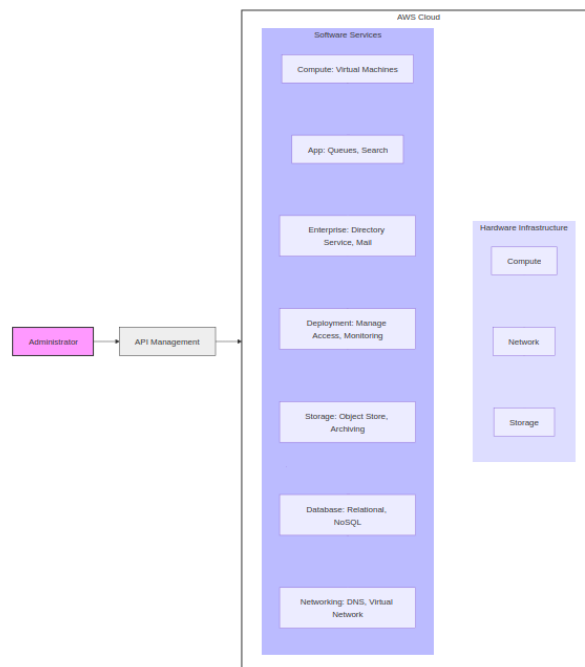 AWS Cloud
Software Services
Compute: Virtual Machines
App: Queues, Search
Enterprise: Directory
Service, Mail
Deployment: Manage
Access, Monitoring
Storage: Object Store,
Archiving
Database: Relational,
NoSQL
Networking: DNS, Virtual
Network
Hardware Infrastructure
Compute
Network
Storage
Administrator
API Management